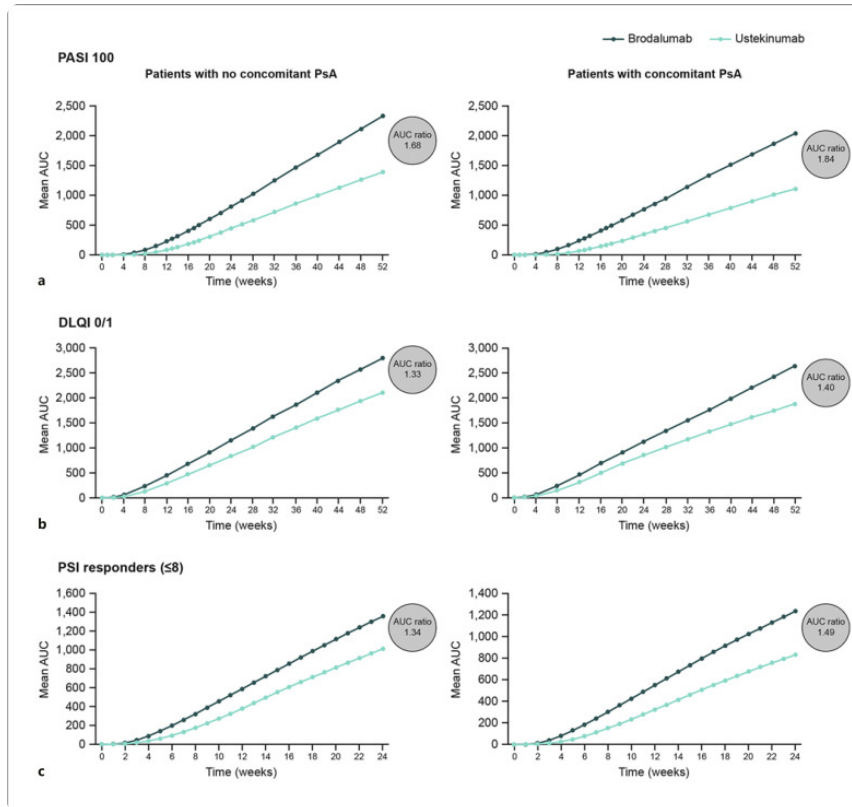 Brodalumab Ustekinumab
PASI 100
Patients with no concomitant PsA
Patients with concomitant PsA
2,500
2,000
1,500
1,000
500
0
Mean AUC
0 4 8 12 16 20 24 28 32 36 40 44 48 52
Time (weeks)
AUC ratio
1.68
2,500
2,000
1,500
1,000
500
0
Mean AUC
0 4 8 12 16 20 24 28 32 36 40 44 48 52
Time (weeks)
AUC ratio
1.84
a
DLQI 0/1
3,000
2,500
2,000
1,500
1,000
500
0
Mean AUC
0 4 8 12 16 20 24 28 32 36 40 44 48 52
Time (weeks)
AUC ratio
1.33
3,000
2,500
2,000
1,500
1,000
500
0
Mean AUC
0 4 8 12 16 20 24 28 32 36 40 44 48 52
Time (weeks)
AUC ratio
1.40
b
PSI responders (≤8)
1,600
1,400
1,200
1,000
800
600
400
200
0
Mean AUC
0 2 4 6 8 10 12 14 16 18 20 22 24
Time (weeks)
AUC ratio
1.34
1,400
1,200
1,000
800
600
400
200
0
Mean AUC
0 2 4 6 8 10 12 14 16 18 20 22 24
Time (weeks)
AUC ratio
1.49
c